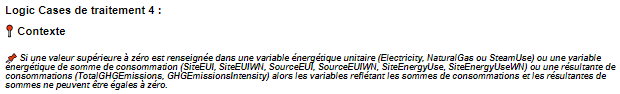 Logic Cases de traitement 4 :
📍 Contexte
📌 Si une valeur supérieure à zéro est renseignée dans une variable énergétique unitaire (Electricity, NaturalGas ou SteamUse) ou une variable
énergétique de somme de consommation (SiteEUI, SiteEUIWN, SourceEUI, SourceEUIWN, SiteEnergyUse, SiteEnergyUseWN) ou une résultante de
consommations (TotalGHGEmissions, GHGEmissionsIntensity) alors les variables reflétant les sommes de consommations et les résultantes de
sommes ne peuvent être égales à zéro.